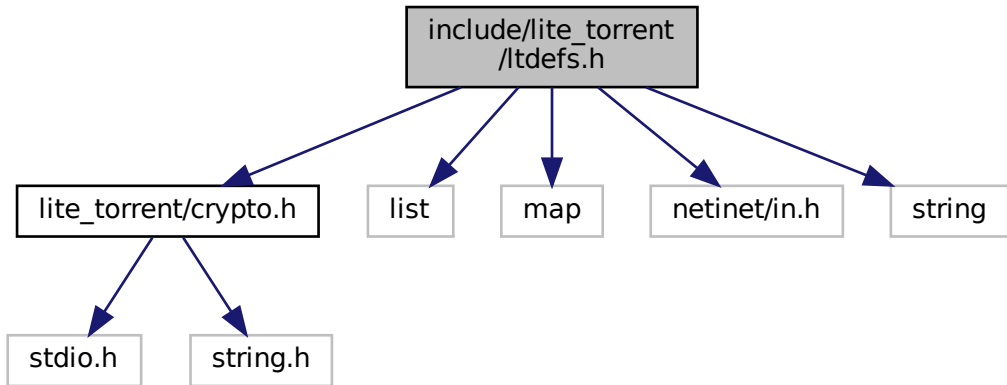 include/lite_torrent
/ltdefs.h
lite_torrent/crypto.h
list
map
netinet/in.h
string
stdio.h
string.h